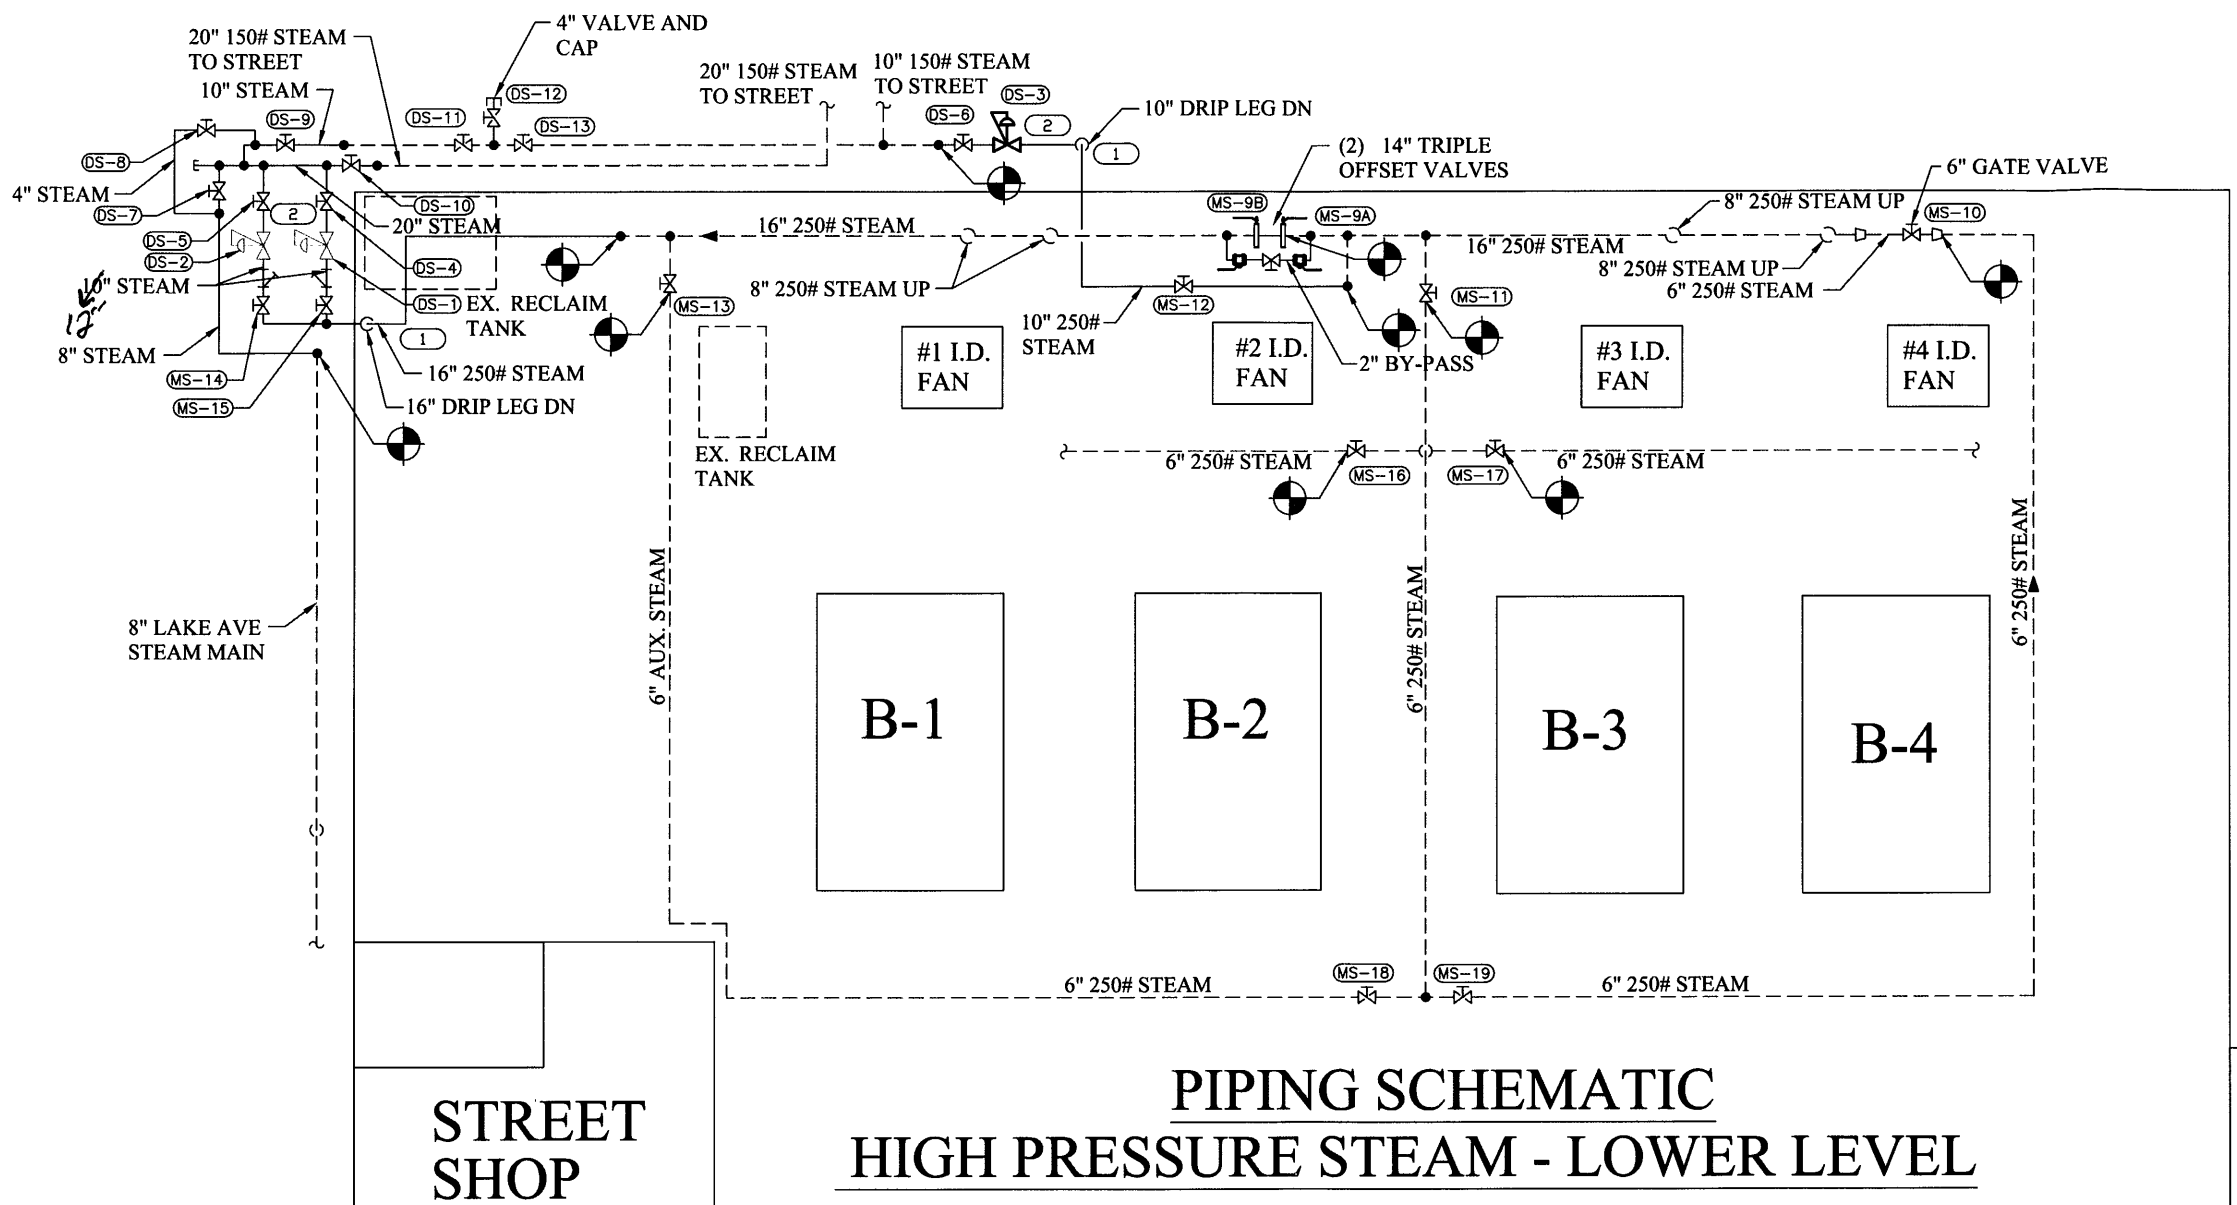 4" VALVE AND
CAP
20" 150# STEAM
TO STREET
10" STEAM
DS-9
DS-11
DS-12
DS-13
20" 150# STEAM
TO STREET
10" 150# STEAM
TO STREET
DS-6
DS-3
2
10" DRIP LEG DN
1
DS-8
4" STEAM
DS-7
DS-5
DS-2
2
DS-10
20" STEAM
DS-4
DS-1
10" STEAM
12"
8" STEAM
EX. RECLAIM
TANK
1
MS-14
MS-15
16" 250# STEAM
16" DRIP LEG DN
(2) 14" TRIPLE
OFFSET VALVES
MS-9B
MS-9A
16" 250# STEAM
8" 250# STEAM UP
MS-13
MS-12
10" 250#
STEAM
2" BY-PASS
MS-11
16" 250# STEAM
8" 250# STEAM UP
6" GATE VALVE
MS-10
8" 250# STEAM UP
6" 250# STEAM
#1 I.D.
FAN
#2 I.D.
FAN
#3 I.D.
FAN
#4 I.D.
FAN
EX. RECLAIM
TANK
6" 250# STEAM
MS-16
MS-17
6" 250# STEAM
8" LAKE AVE
STEAM MAIN
6" AUX. STEAM
6" 250# STEAM
6" 250# STEAM
B-1
B-2
B-3
B-4
6" 250# STEAM
MS-18
MS-19
6" 250# STEAM
STREET
SHOP
PIPING SCHEMATIC
HIGH PRESSURE STEAM - LOWER LEVEL